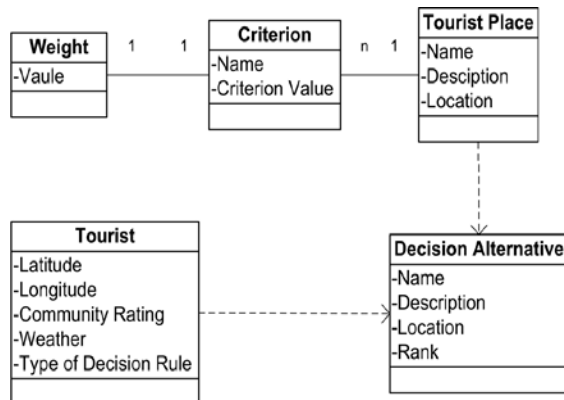 Weight
-Vaule
1 1
Criterion
-Name
-Criterion Value
n 1
Tourist Place
-Name
-Desciption
-Location
Tourist
-Latitude
-Longitude
-Community Rating
-Weather
-Type of Decision Rule
Decision Alternative
-Name
-Description
-Location
-Rank